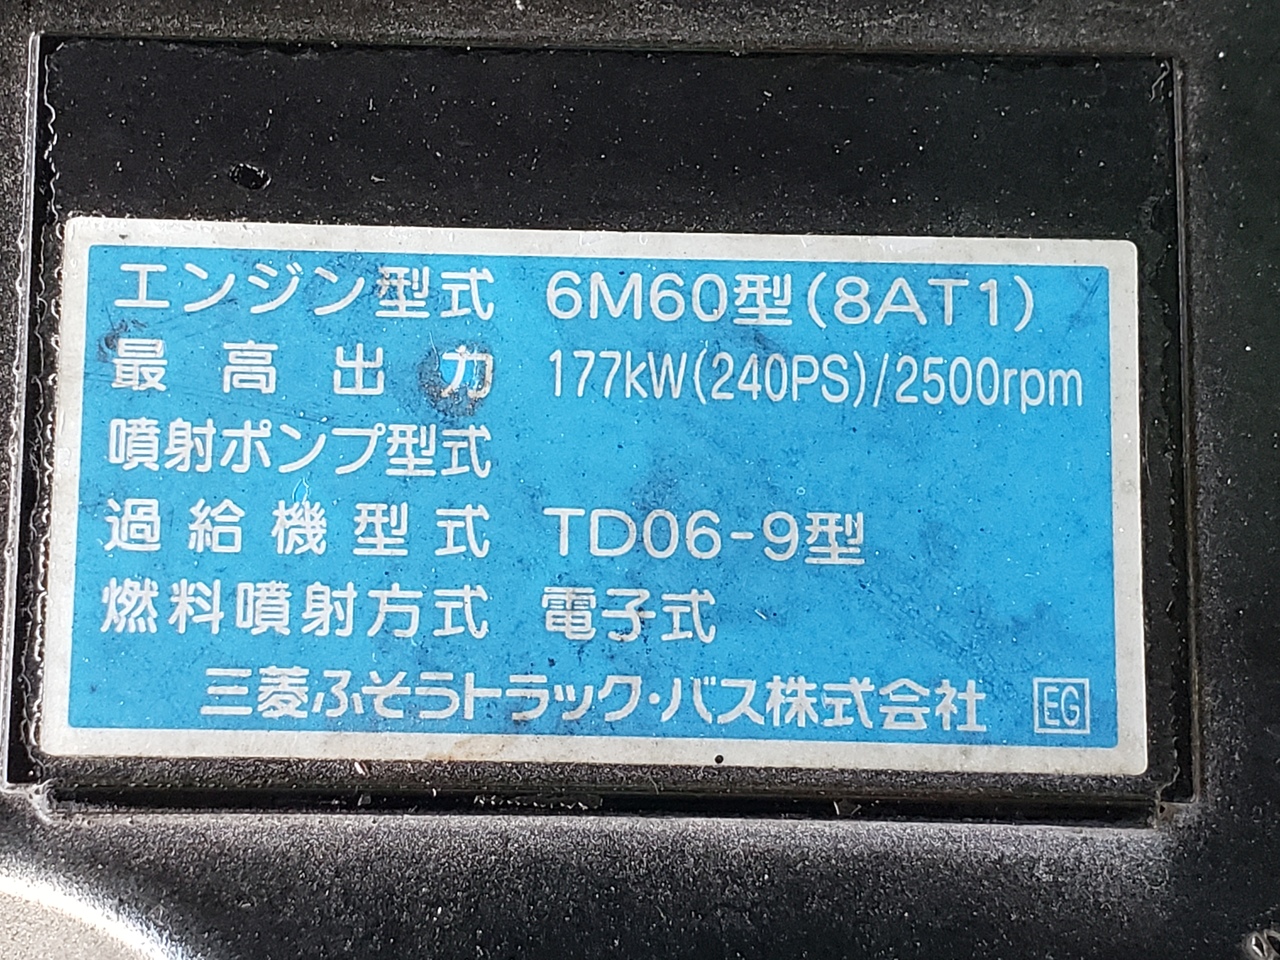 エンジン型式 6M60型(8AT1)
最高出力 177kW(240PS)/2500rpm
噴射ポンプ型式
過給機型式 TD06-9型
燃料噴射方式 電子式
三菱ふそうトラック・バス株式会社 EG